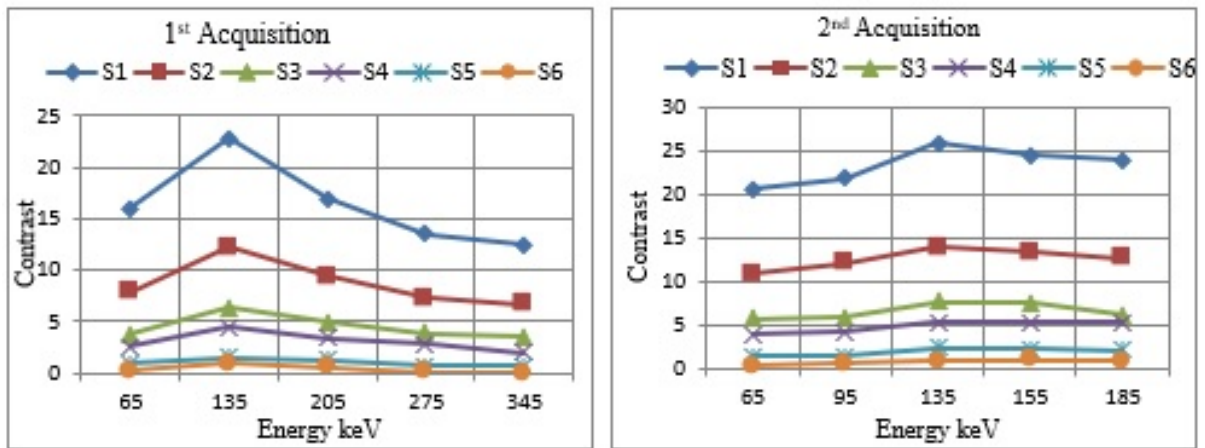 1st Acquisition
S1 S2 S3 S4 S5 S6
25
20
15
10
5
0
Contrast
65 135 205 275 345
Energy keV
2nd Acquisition
S1 S2 S3 S4 S5 S6
30
25
20
15
10
5
0
Contrast
65 95 135 155 185
Energy keV